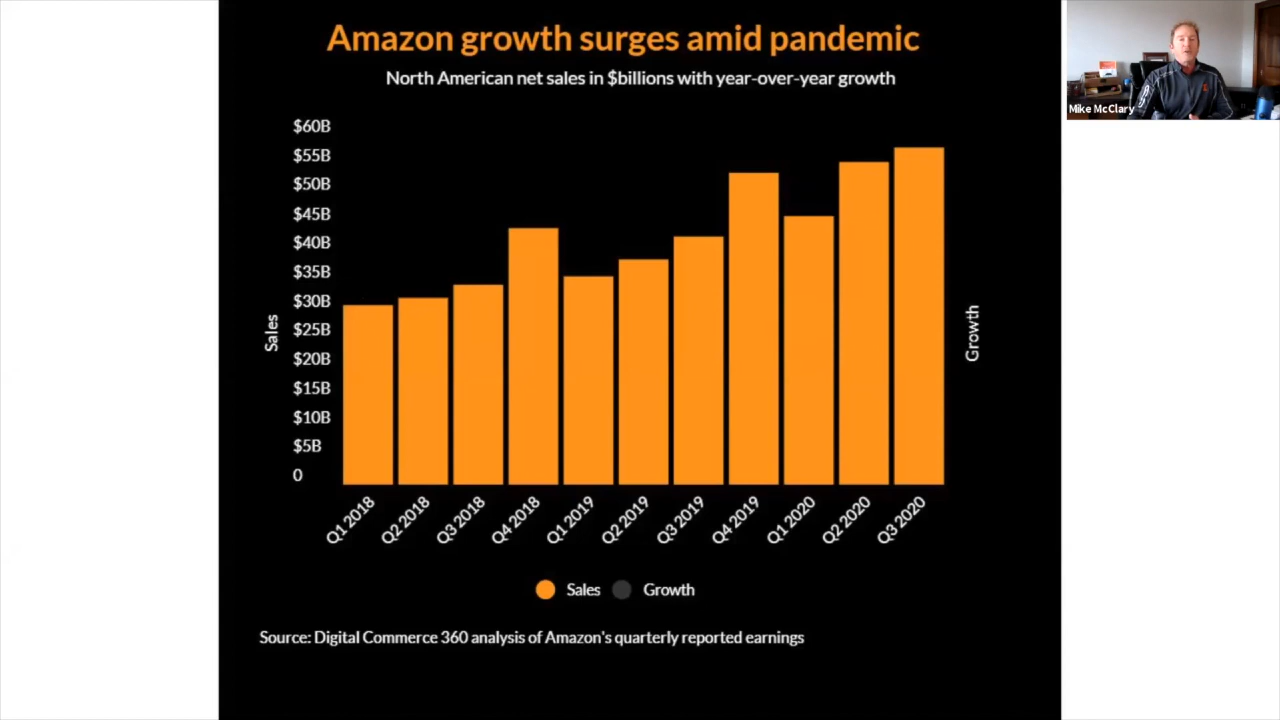 Amazon growth surges amid pandemic
North American net sales in $billions with year-over-year growth
Mike McClary
$60B
$55B
$50B
$45B
$40B
$35B
$30B
$25B
$20B
$15B
$10B
$5B
0
Sales
Growth
Q1 2018
Q2 2018
Q3 2018
Q4 2018
Q1 2019
Q2 2019
Q3 2019
Q4 2019
Q1 2020
Q2 2020
Q3 2020
Sales Growth
Source: Digital Commerce 360 analysis of Amazon's quarterly reported earnings